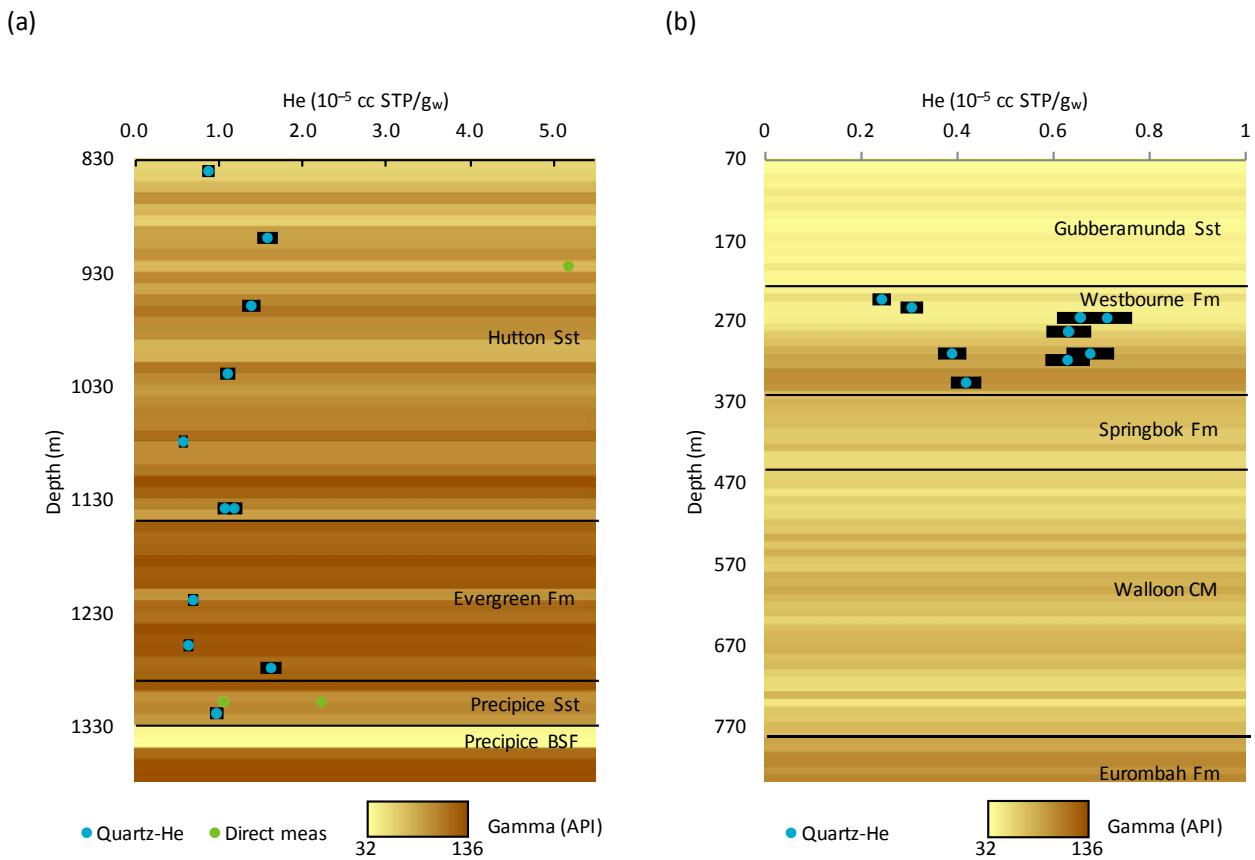 (a)
He (10⁻⁵ cc STP/g_w)
0.0 1.0 2.0 3.0 4.0 5.0
830
930
1030
1130
1230
1330
Depth (m)
Hutton Sst
Evergreen Fm
Precipice Sst
Precipice BSF
Quartz-He
Direct meas
Gamma (API)
32 136
(b)
He (10⁻⁵ cc STP/g_w)
0 0.2 0.4 0.6 0.8 1
70
170
270
370
470
570
670
770
Depth (m)
Gubberamunda Sst
Westbourne Fm
Springbok Fm
Walloon CM
Eurombah Fm
Quartz-He
Gamma (API)
32 136